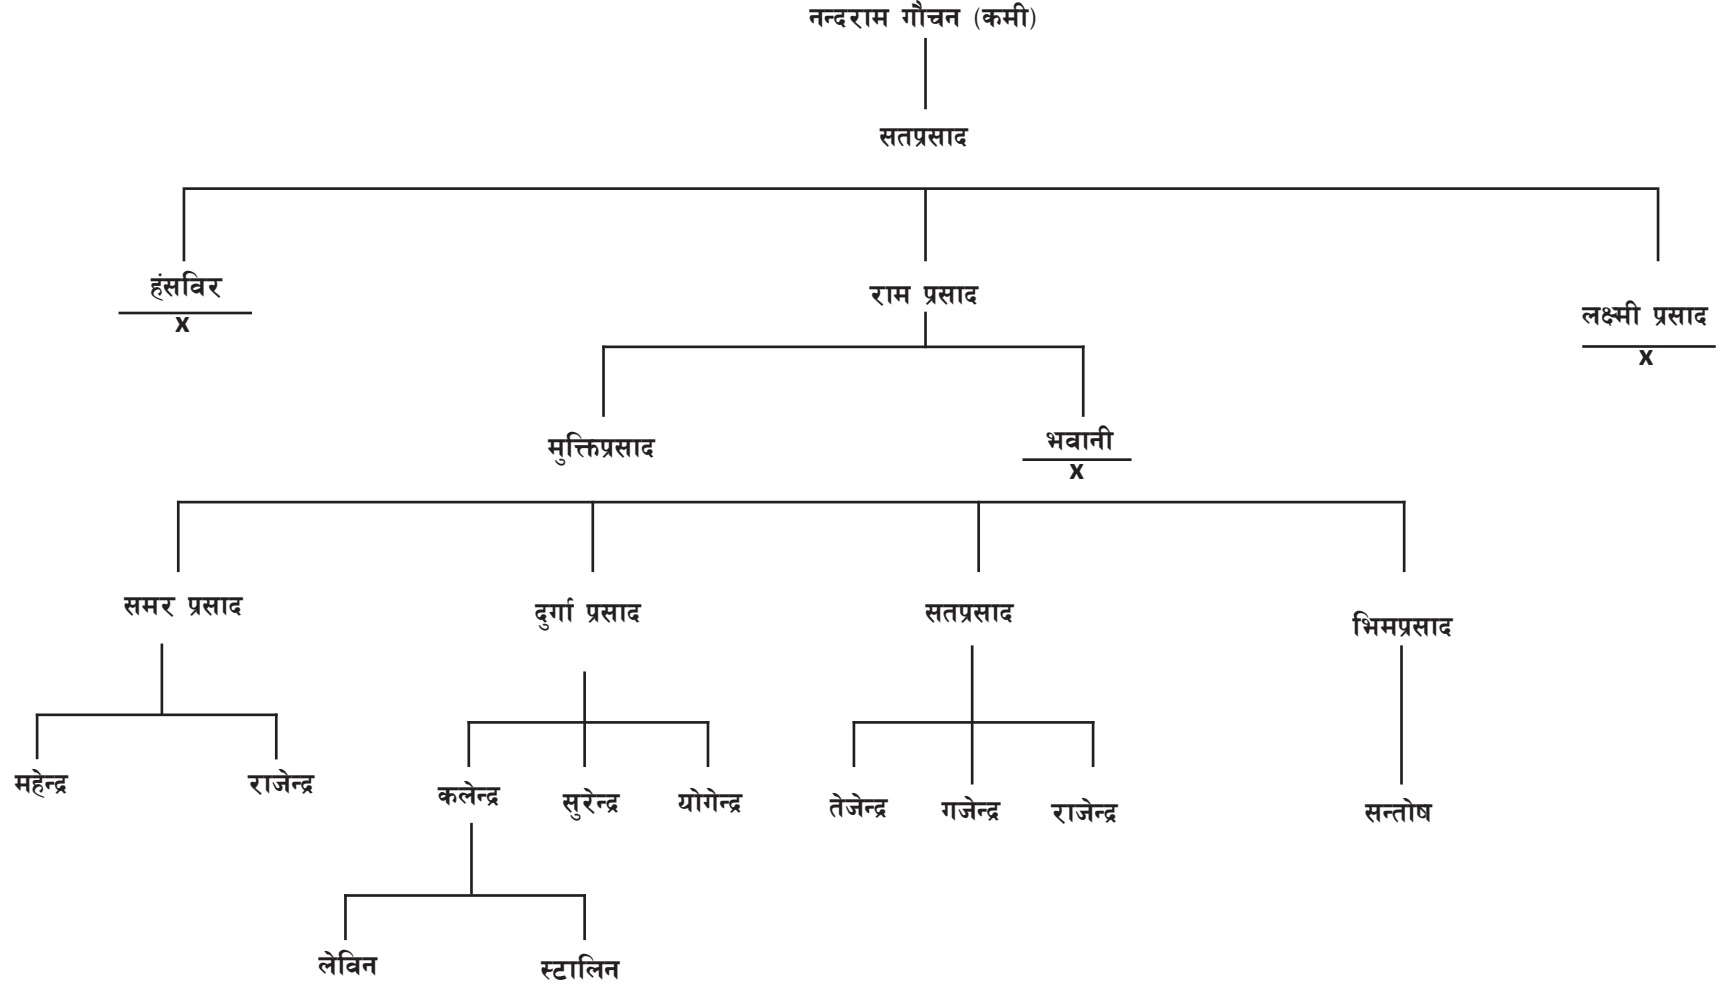 नन्दराम गौचन (कमी)
सतप्रसाद
हंसविर
x
राम प्रसाद
लक्ष्मी प्रसाद
x
मुक्तिप्रसाद
भवानी
x
समर प्रसाद
दुर्गा प्रसाद
सतप्रसाद
भिमप्रसाद
महेन्द्र
राजेन्द्र
कलेन्द्र
सुरेन्द्र
योगेन्द्र
तेजेन्द्र
गजेन्द्र
राजेन्द्र
सन्तोष
लेविन
स्टालिन